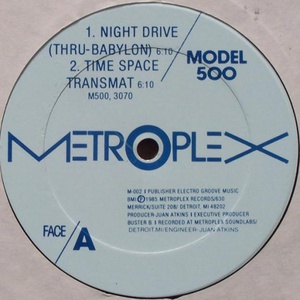 1. NIGHT DRIVE
(THRU-BABYLON) 6:10
2. TIME SPACE
TRANSMAT 6:10
M500, 3070
MODEL
500
METROPLEX
M 002 PUBLISHER ELECTRO GROOVE MUSIC
BMI ℗1985 METROPLEX RECORDS/630
MERRICK/SUITE 208/ DETROIT, MI 48202
PRODUCER-JUAN ATKINS EXECUTIVE PRUDUCER
BUSTER B RECORDED AT METROPLEX SOUNDLABS/
DETROIT MI ENGINEER-JUAN ATKINS
FACE A